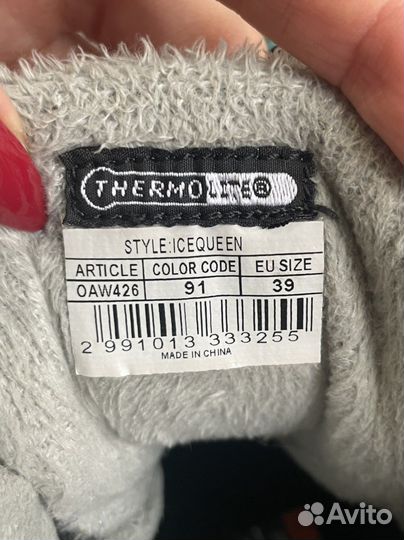 THERMOLITE®
STYLE:ICEQUEEN
ARTICLE COLOR CODE EU SIZE
OAW426 91 39
2 991013 333255
MADE IN CHINA
Avito